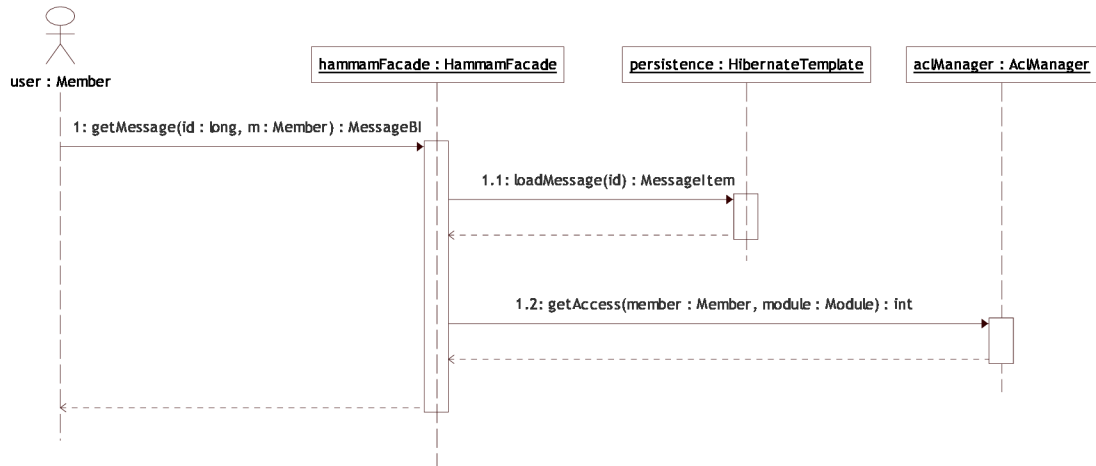 hammamFacade : HammamFacade
persistence : HibernateTemplate
aclManager : AclManager
user : Member
1: getMessage(id : long, m : Member) : MessageBI
1.1: loadMessage(id) : MessageItem
1.2: getAccess(member : Member, module : Module) : int